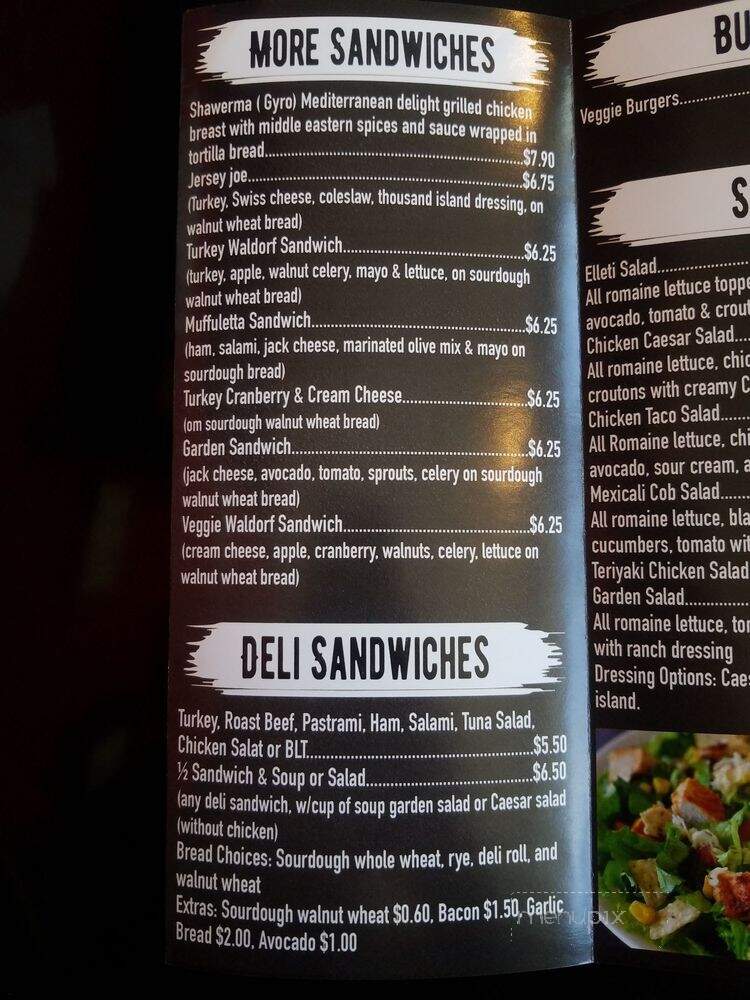 MORE SANDWICHES
Shawerma ( Gyro) Mediterranean delight grilled chicken
breast with middle eastern spices and sauce wrapped in
tortilla bread..........$7.90
Jersey joe..........$6.75
(Turkey, Swiss cheese, coleslaw, thousand island dressing, on
walnut wheat bread)
Turkey Waldorf Sandwich..........$6.25
(turkey, apple, walnut celery, mayo & lettuce, on sourdough
walnut wheat bread)
Muffuletta Sandwich..........$6.25
(ham, salami, jack cheese, marinated olive mix & mayo on
sourdough bread)
Turkey Cranberry & Cream Cheese..........$6.25
(om sourdough walnut wheat bread)
Garden Sandwich..........$6.25
(jack cheese, avocado, tomato, sprouts, celery on sourdough
walnut wheat bread)
Veggie Waldorf Sandwich..........$6.25
(cream cheese, apple, cranberry, walnuts, celery, lettuce on
walnut wheat bread)
DELI SANDWICHES
Turkey, Roast Beef, Pastrami, Ham, Salami, Tuna Salad,
Chicken Salat or BLT..........$5.50
½ Sandwich & Soup or Salad..........$6.50
(any deli sandwich, w/cup of soup garden salad or Caesar salad
(without chicken)
Bread Choices: Sourdough whole wheat, rye, deli roll, and
walnut wheat
Extras: Sourdough walnut wheat $0.60, Bacon $1.50, Garlic
Bread $2.00, Avocado $1.00
BU
Veggie Burgers..........
S
Elleti Salad..........
All romaine lettuce toppe
avocado, tomato & crout
Chicken Caesar Salad....
All romaine lettuce, chic
croutons with creamy C
Chicken Taco Salad......
All Romaine lettuce, chi
avocado, sour cream, a
Mexicali Cob Salad......
All romaine lettuce, bla
cucumbers, tomato wit
Teriyaki Chicken Salad
Garden Salad..........
All romaine lettuce, tor
with ranch dressing
Dressing Options: Caes
island.
menupix